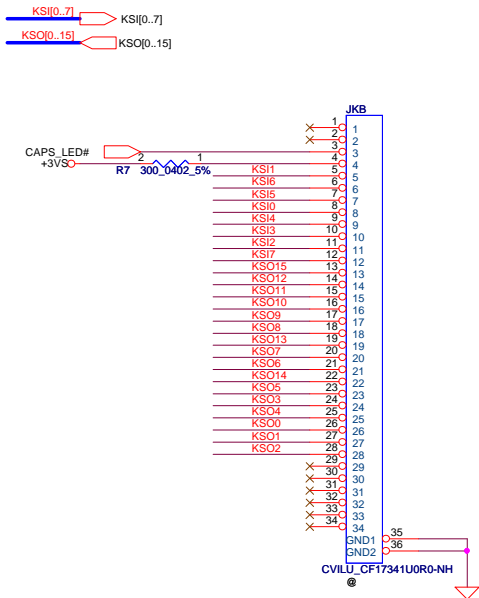 KSI[0..7] KSI[0..7]
KSO[0..15] KSO[0..15]
JKB
1 1
2 2
CAPS_LED# 3 3
+3VS 2 1 4 4
R7 300_0402_5%
KSI1 5 5
KSI6 6 6
KSI5 7 7
KSI0 8 8
KSI4 9 9
KSI3 10 10
KSI2 11 11
KSI7 12 12
KSO15 13 13
KSO12 14 14
KSO11 15 15
KSO10 16 16
KSO9 17 17
KSO8 18 18
KSO13 19 19
KSO7 20 20
KSO6 21 21
KSO14 22 22
KSO5 23 23
KSO3 24 24
KSO4 25 25
KSO0 26 26
KSO1 27 27
KSO2 28 28
29 29
30 30
31 31
32 32
33 33
34 34
GND1 35
GND2 36
CVILU_CF17341U0R0-NH
@